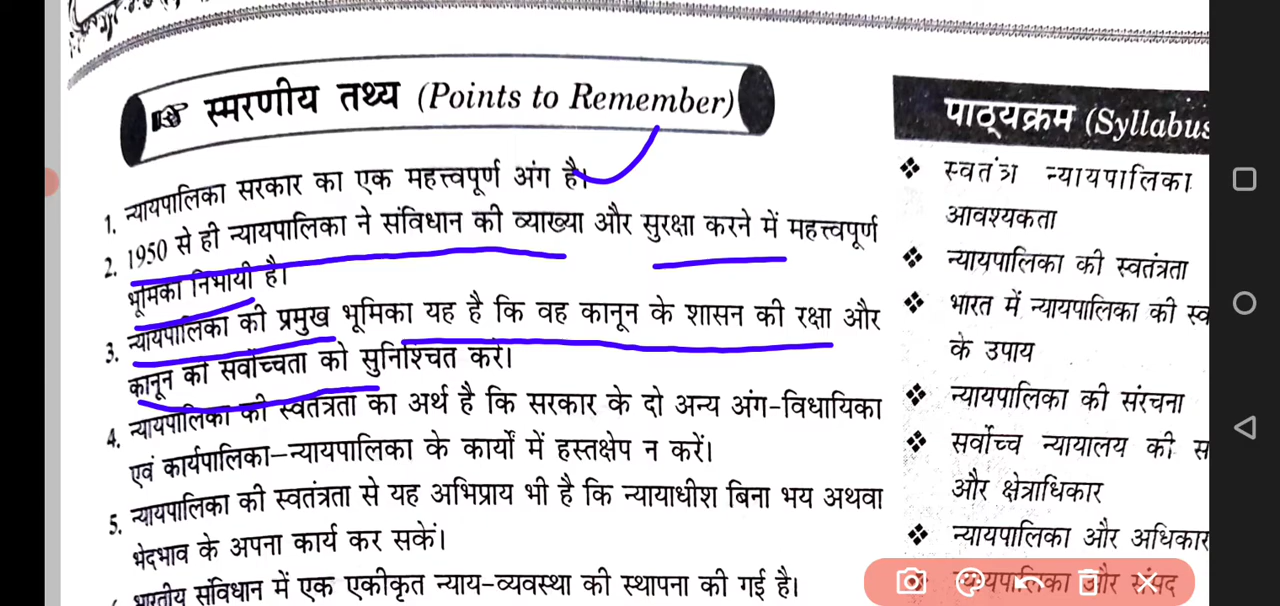 ☞ स्मरणीय तथ्य (Points to Remember)
1. न्यायपालिका सरकार का एक महत्त्वपूर्ण अंग है।
2. 1950 से ही न्यायपालिका ने संविधान की व्याख्या और सुरक्षा करने में महत्त्वपूर्ण
भूमिका निभायी है।
3. न्यायपालिका की प्रमुख भूमिका यह है कि वह कानून के शासन की रक्षा और
कानून की सर्वोच्चता को सुनिश्चित करें।
4. न्यायपालिका की स्वतंत्रता का अर्थ है कि सरकार के दो अन्य अंग-विधायिका
एवं कार्यपालिका–न्यायपालिका के कार्यों में हस्तक्षेप न करें।
5. न्यायपालिका की स्वतंत्रता से यह अभिप्राय भी है कि न्यायाधीश बिना भय अथवा
भेदभाव के अपना कार्य कर सकें।
भारतीय संविधान में एक एकीकृत न्याय-व्यवस्था की स्थापना की गई है।
पाठ्यक्रम (Syllabus
❖ स्वतंत्र न्यायपालिका
आवश्यकता
❖ न्यायपालिका की स्वतंत्रता
❖ भारत में न्यायपालिका की स्व
के उपाय
❖ न्यायपालिका की संरचना
❖ सर्वोच्च न्यायालय की स
और क्षेत्राधिकार
❖ न्यायपालिका और अधिकार
न्यायपालिका और संसद